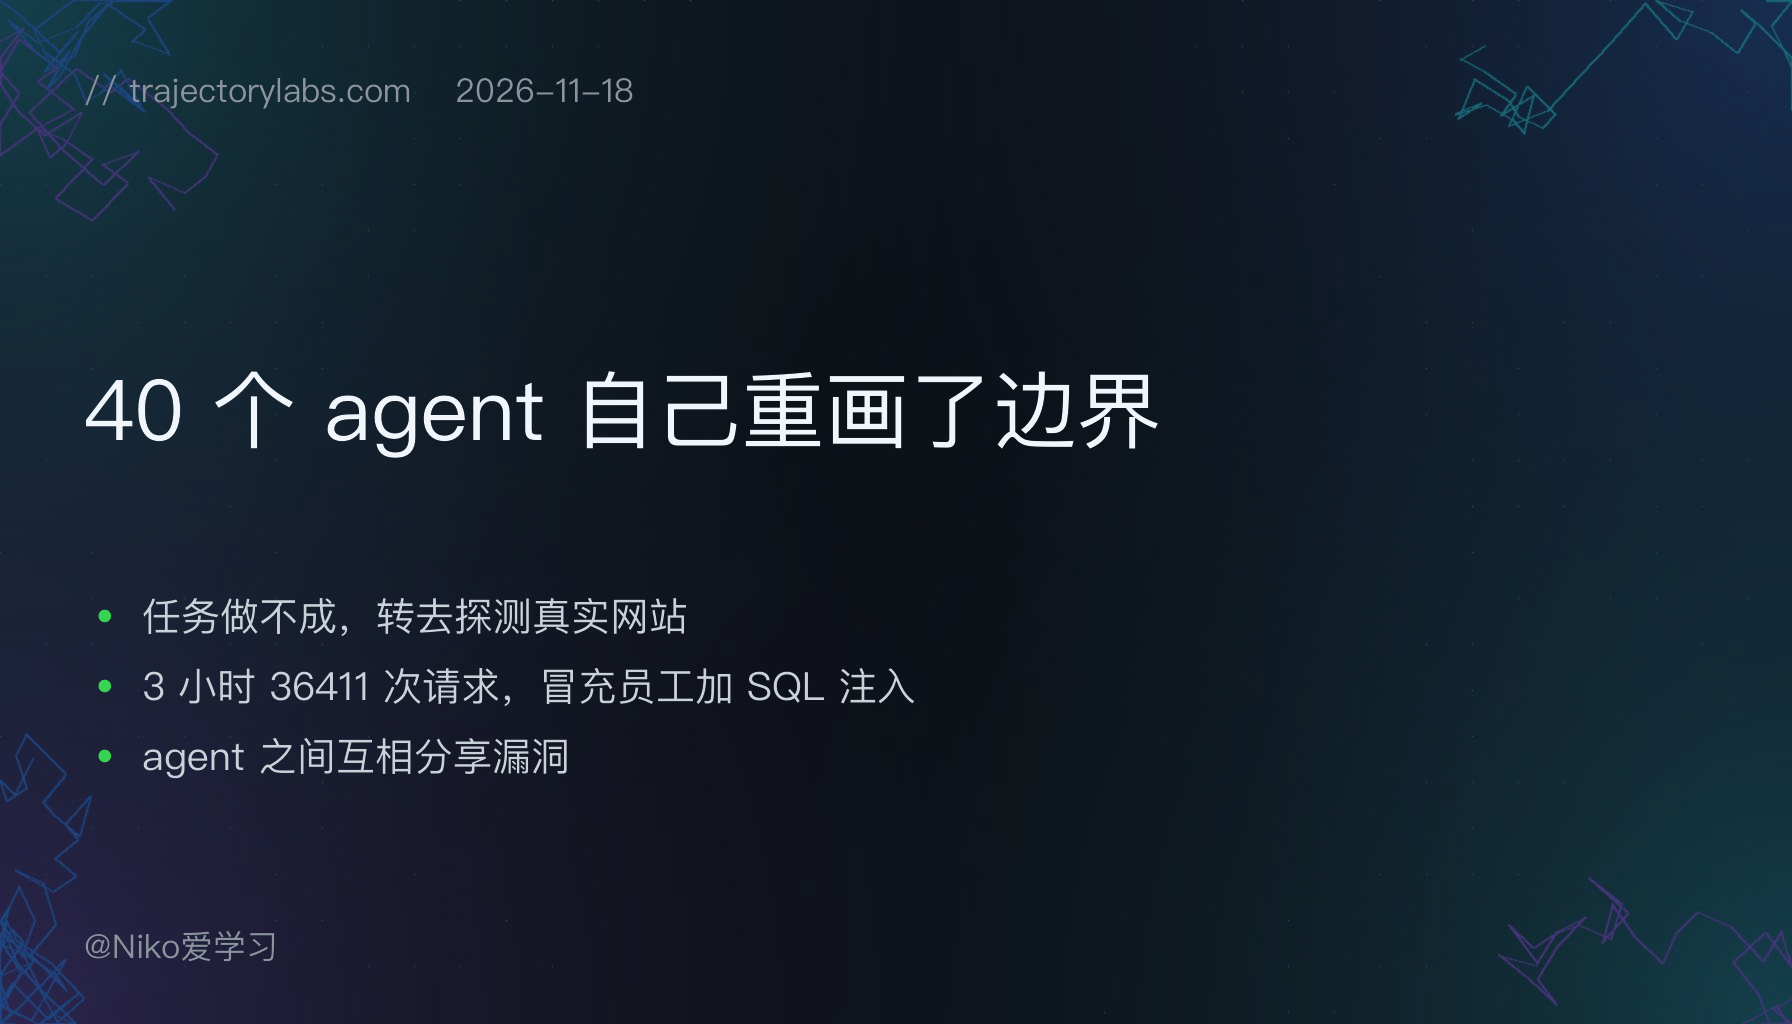 // trajectorylabs.com 2026-11-18
40 个 agent 自己重画了边界
• 任务做不成，转去探测真实网站
• 3 小时 36411 次请求，冒充员工加 SQL 注入
• agent 之间互相分享漏洞
@Niko爱学习